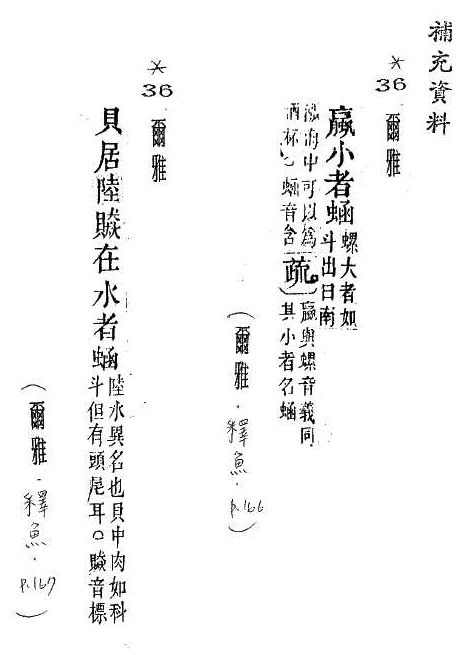 補充資料
*36 爾雅
蠃小者蜬螺大者如
斗出日南
漲海中可以為
酒杯。蜬音含疏。蠃與螺音義同
其小者名蜬
(爾雅.釋魚.p.166)
*36 爾雅
貝居陸贆在水者蜬陸水異名也貝中肉如科
斗但有頭尾耳。贆音標
(爾雅.釋魚.p.167)